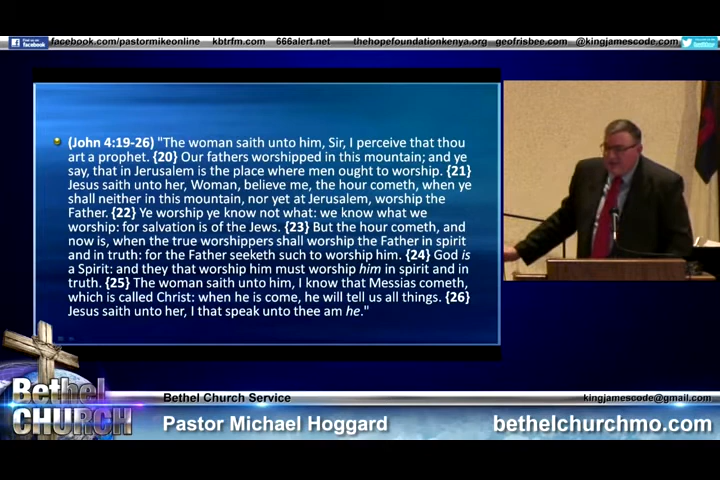 facebook.com/pastormikeonline kbtrfm.com 666alert.net thehopefoundationkenya.org geofrisbee.com @kingjamescode.com
(John 4:19-26) "The woman saith unto him, Sir, I perceive that thou
art a prophet. {20} Our fathers worshipped in this mountain; and ye
say, that in Jerusalem is the place where men ought to worship. {21}
Jesus saith unto her, Woman, believe me, the hour cometh, when ye
shall neither in this mountain, nor yet at Jerusalem, worship the
Father. {22} Ye worship ye know not what: we know what we
worship: for salvation is of the Jews. {23} But the hour cometh, and
now is, when the true worshippers shall worship the Father in spirit
and in truth: for the Father seeketh such to worship him. {24} God is
a Spirit: and they that worship him must worship him in spirit and in
truth. {25} The woman saith unto him, I know that Messias cometh,
which is called Christ: when he is come, he will tell us all things. {26}
Jesus saith unto her, I that speak unto thee am he."
Bethel
CHURCH
Bethel Church Service kingjamescode@gmail.com
Pastor Michael Hoggard bethelchurchmo.com